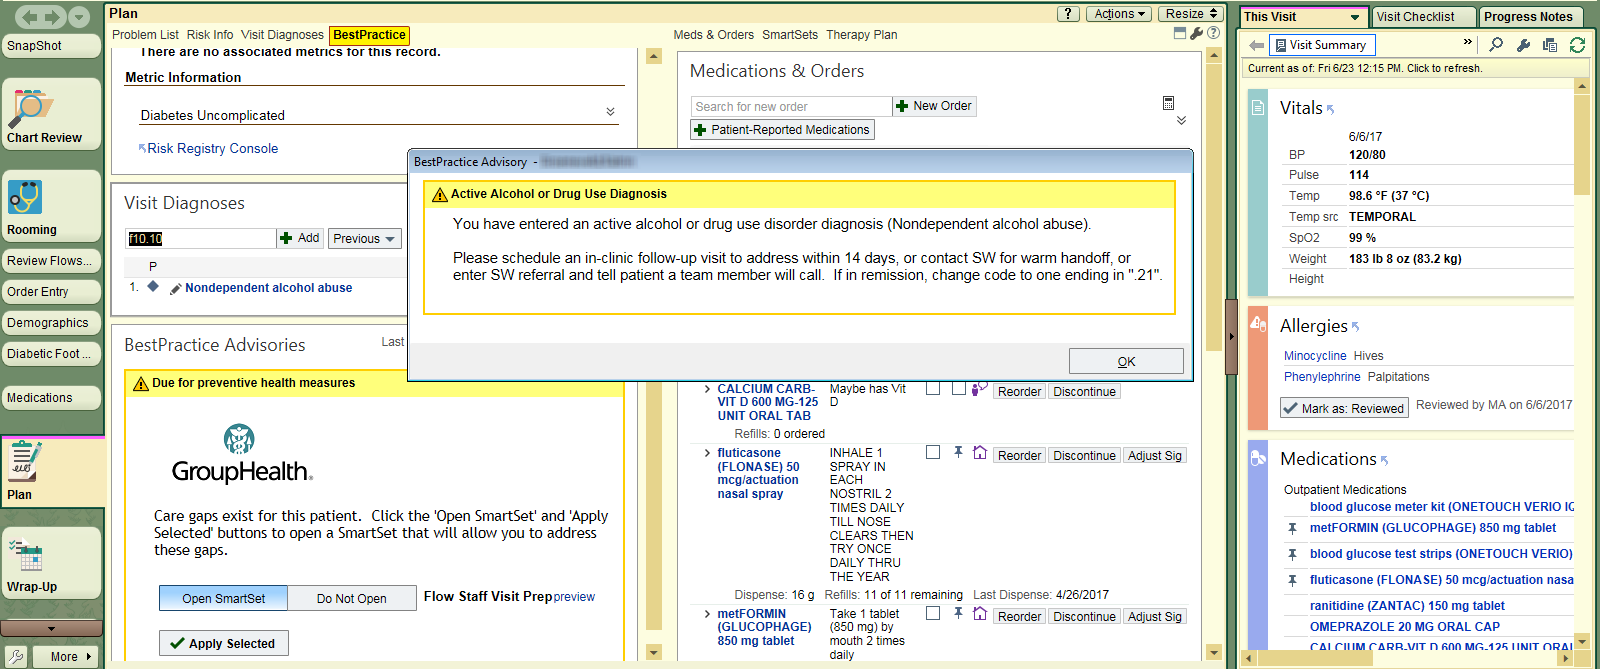 SnapShot
Chart Review
Rooming
Review Flows...
Order Entry
Demographics
Diabetic Foot ...
Medications
Plan
Wrap-Up
More
Plan
?
Actions
Resize
Problem List Risk Info Visit Diagnoses BestPractice
Meds & Orders SmartSets Therapy Plan
There are no associated metrics for this record.
Metric Information
Diabetes Uncomplicated
Risk Registry Console
Visit Diagnoses
f10.10
Add
Previous
P
1. Nondependent alcohol abuse
BestPractice Advisories
Last
Due for preventive health measures
GroupHealth®
Care gaps exist for this patient. Click the 'Open SmartSet' and 'Apply
Selected' buttons to open a SmartSet that will allow you to address
these gaps.
Open SmartSet
Do Not Open
Flow Staff Visit Prep preview
Apply Selected
Medications & Orders
Search for new order
New Order
Patient-Reported Medications
BestPractice Advisory -
Active Alcohol or Drug Use Diagnosis
You have entered an active alcohol or drug use disorder diagnosis (Nondependent alcohol abuse).
Please schedule an in-clinic follow-up visit to address within 14 days, or contact SW for warm handoff, or
enter SW referral and tell patient a team member will call. If in remission, change code to one ending in ".21".
OK
CALCIUM CARB-
VIT D 600 MG-125
UNIT ORAL TAB
Maybe has Vit
D
Reorder Discontinue
Refills: 0 ordered
fluticasone
(FLONASE) 50
mcg/actuation
nasal spray
INHALE 1
SPRAY IN
EACH
NOSTRIL 2
TIMES DAILY
TILL NOSE
CLEARS THEN
TRY ONCE
DAILY THRU
THE YEAR
Reorder Discontinue Adjust Sig
Dispense: 16 g Refills: 11 of 11 remaining Last Dispense: 4/26/2017
metFORMIN
(GLUCOPHAGE)
850 mg tablet
Take 1 tablet
(850 mg) by
mouth 2 times
daily
Reorder Discontinue Adjust Sig
This Visit
Visit Checklist
Progress Notes
Visit Summary
»
Current as of: Fri 6/23 12:15 PM. Click to refresh.
Vitals
6/6/17
BP 120/80
Pulse 114
Temp 98.6 °F (37 °C)
Temp src TEMPORAL
SpO2 99 %
Weight 183 lb 8 oz (83.2 kg)
Height
Allergies
Minocycline Hives
Phenylephrine Palpitations
Mark as: Reviewed
Reviewed by MA on 6/6/2017
Medications
Outpatient Medications
blood glucose meter kit (ONETOUCH VERIO IQ
metFORMIN (GLUCOPHAGE) 850 mg tablet
blood glucose test strips (ONETOUCH VERIO)
fluticasone (FLONASE) 50 mcg/actuation nasa
ranitidine (ZANTAC) 150 mg tablet
OMEPRAZOLE 20 MG ORAL CAP
CALCIUM CARB-VIT D 600 MG-125 UNIT ORAL